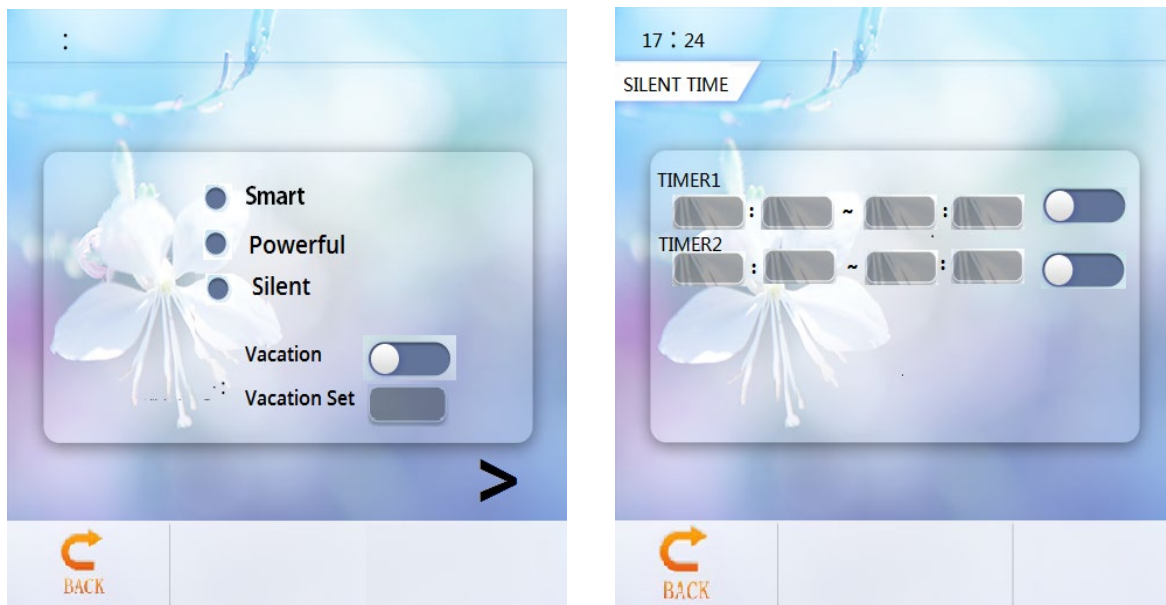 :
Smart
Powerful
Silent
Vacation
Vacation Set
>
BACK
17 : 24
SILENT TIME
TIMER1
: ~ :
TIMER2
: ~ :
BACK